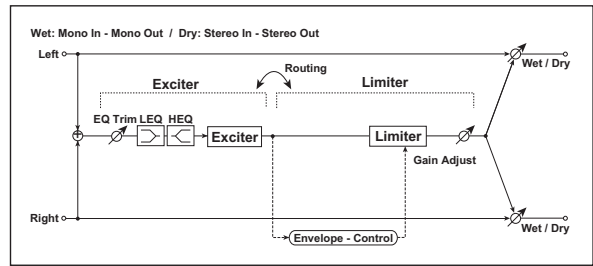 Wet: Mono In - Mono Out / Dry: Stereo In - Stereo Out
Left
Wet / Dry
Routing
Exciter
Limiter
EQ Trim LEQ HEQ
Exciter
Limiter
Gain Adjust
Right
Wet / Dry
Envelope - Control